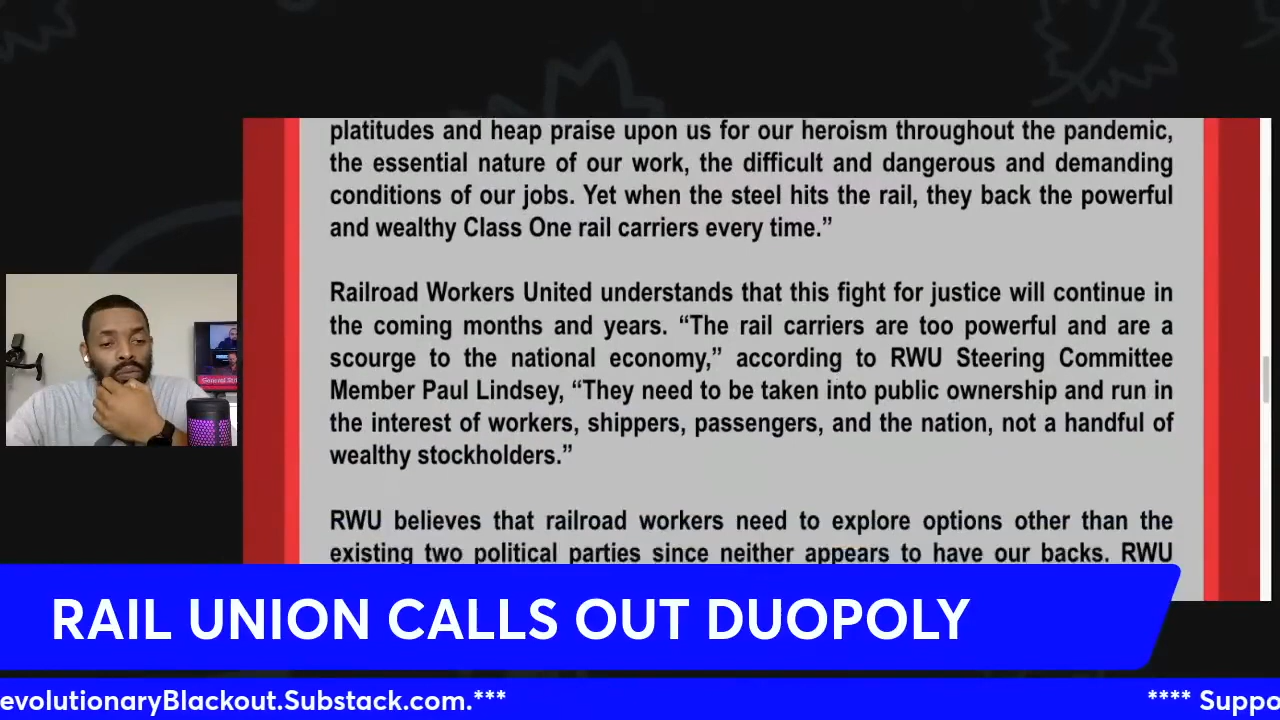 platitudes and heap praise upon us for our heroism throughout the pandemic,
the essential nature of our work, the difficult and dangerous and demanding
conditions of our jobs. Yet when the steel hits the rail, they back the powerful
and wealthy Class One rail carriers every time.”
Railroad Workers United understands that this fight for justice will continue in
the coming months and years. “The rail carriers are too powerful and are a
scourge to the national economy,” according to RWU Steering Committee
Member Paul Lindsey, “They need to be taken into public ownership and run in
the interest of workers, shippers, passengers, and the nation, not a handful of
wealthy stockholders.”
RWU believes that railroad workers need to explore options other than the
existing two political parties since neither appears to have our backs. RWU
RAIL UNION CALLS OUT DUOPOLY
evolutionaryBlackout.Substack.com.*** **** Suppo